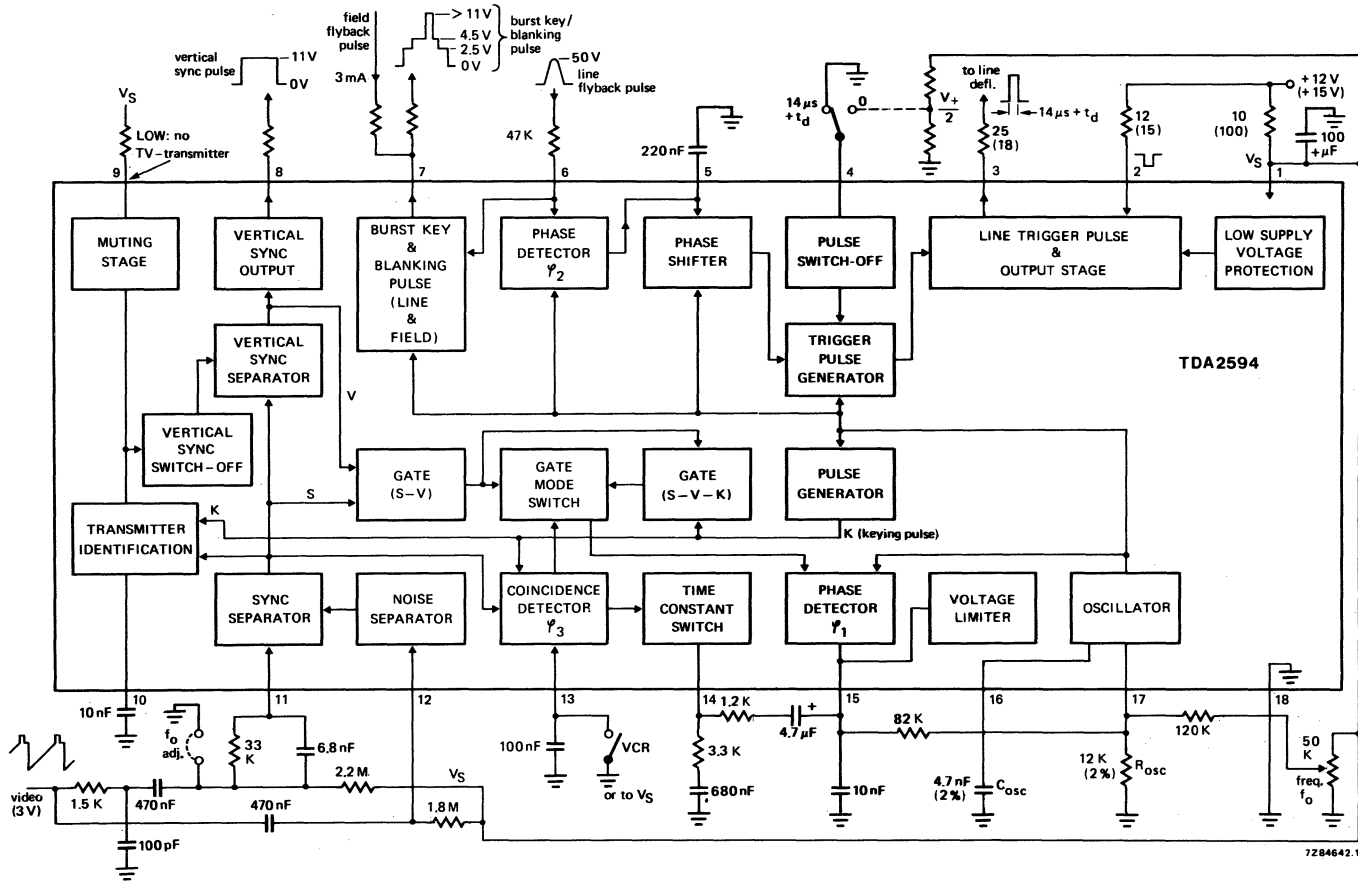 field
flyback
pulse
3 mA
> 11 V
4.5 V
2.5 V
0 V
burst key/
blanking
pulse
vertical
sync pulse
11 V
0 V
50 V
line
flyback pulse
V_S
LOW: no
TV-transmitter
47 K
220 nF
14 μs
+ t_d
0
V_+
2
to line
defl.
14 μs + t_d
25
(18)
12
(15)
+ 12 V
(+ 15 V)
10
(100)
100
+ μF
V_S
9
8
7
6
5
4
3
2
1
MUTING
STAGE
VERTICAL
SYNC
OUTPUT
BURST KEY
&
BLANKING
PULSE
(LINE
&
FIELD)
PHASE
DETECTOR
φ2
PHASE
SHIFTER
PULSE
SWITCH-OFF
LINE TRIGGER PULSE
&
OUTPUT STAGE
LOW SUPPLY
VOLTAGE
PROTECTION
VERTICAL
SYNC
SEPARATOR
TRIGGER
PULSE
GENERATOR
TDA2594
V
VERTICAL
SYNC
SWITCH-OFF
GATE
(S-V)
GATE
MODE
SWITCH
GATE
(S-V-K)
PULSE
GENERATOR
S
K
K (keying pulse)
TRANSMITTER
IDENTIFICATION
SYNC
SEPARATOR
NOISE
SEPARATOR
COINCIDENCE
DETECTOR
φ3
TIME
CONSTANT
SWITCH
PHASE
DETECTOR
φ1
VOLTAGE
LIMITER
OSCILLATOR
10
11
12
13
14
15
16
17
18
10 nF
f_o
adj.
33
K
6,8 nF
2.2 M
V_S
100 nF
VCR
or to V_S
1.2 K
4.7 μF
+
3.3 K
680 nF
82 K
10 nF
4.7 nF
(2%)
C_osc
12 K
(2%)
R_osc
120 K
50
K
freq.
f_o
video
(3 V)
1.5 K
470 nF
470 nF
1.8 M
100 pF
7Z84642.1